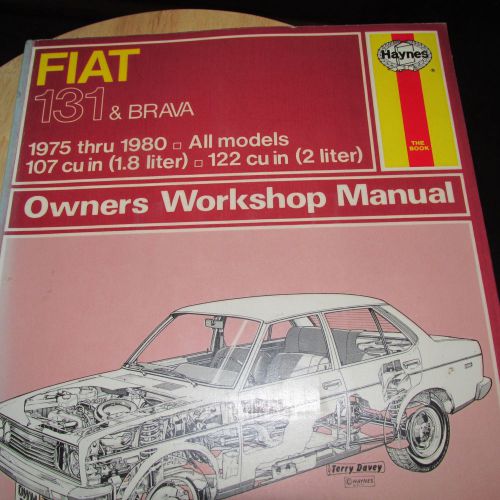 FIAT
131 & BRAVA
1975 thru 1980 □ All models
107 cu in (1.8 liter) □ 122 cu in (2 liter)
Haynes
®
THE
BOOK
Owners Workshop Manual
Terry Davey
©HAYNES